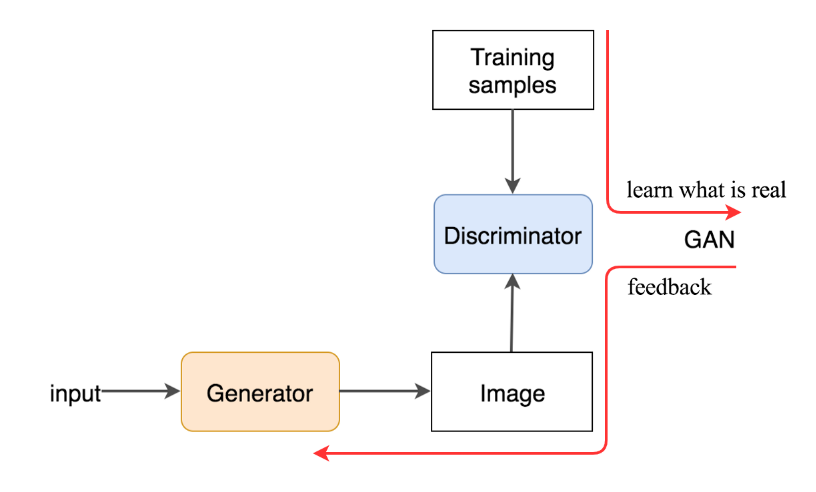 Training
samples
learn what is real
Discriminator
GAN
feedback
input
Generator
Image